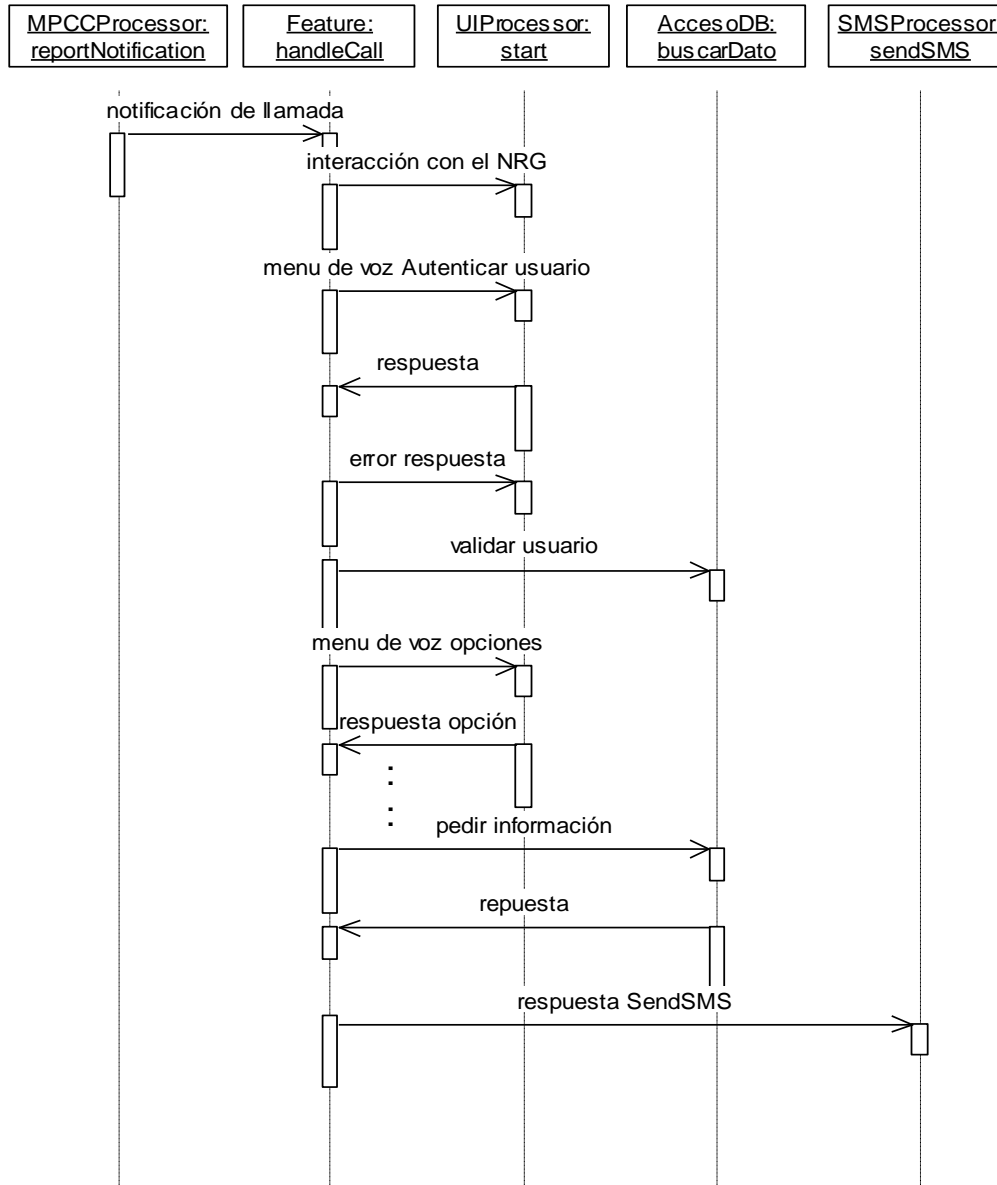 MPCCProcessor:
reportNotification
Feature:
handleCall
UIProcessor:
start
AccesoDB:
buscarDato
SMSProcessor
sendSMS
notificación de llamada
interacción con el NRG
menu de voz Autenticar usuario
respuesta
error respuesta
validar usuario
menu de voz opciones
respuesta opción
pedir información
repuesta
respuesta SendSMS